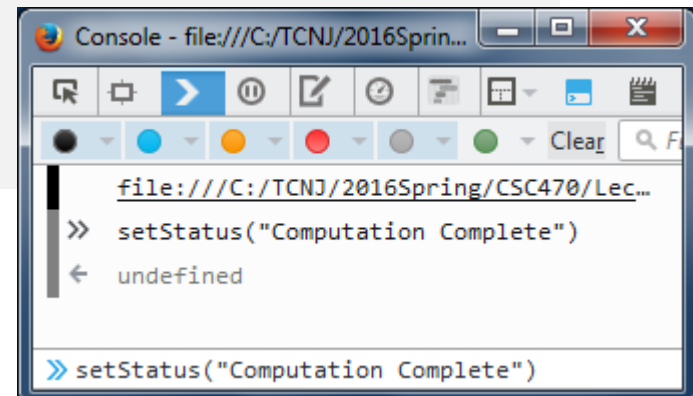 Console - file:///C:/TCNJ/2016Sprin...
Clear
file:///C:/TCNJ/2016Spring/CSC470/Lec…
» setStatus("Computation Complete")
← undefined
» setStatus("Computation Complete")